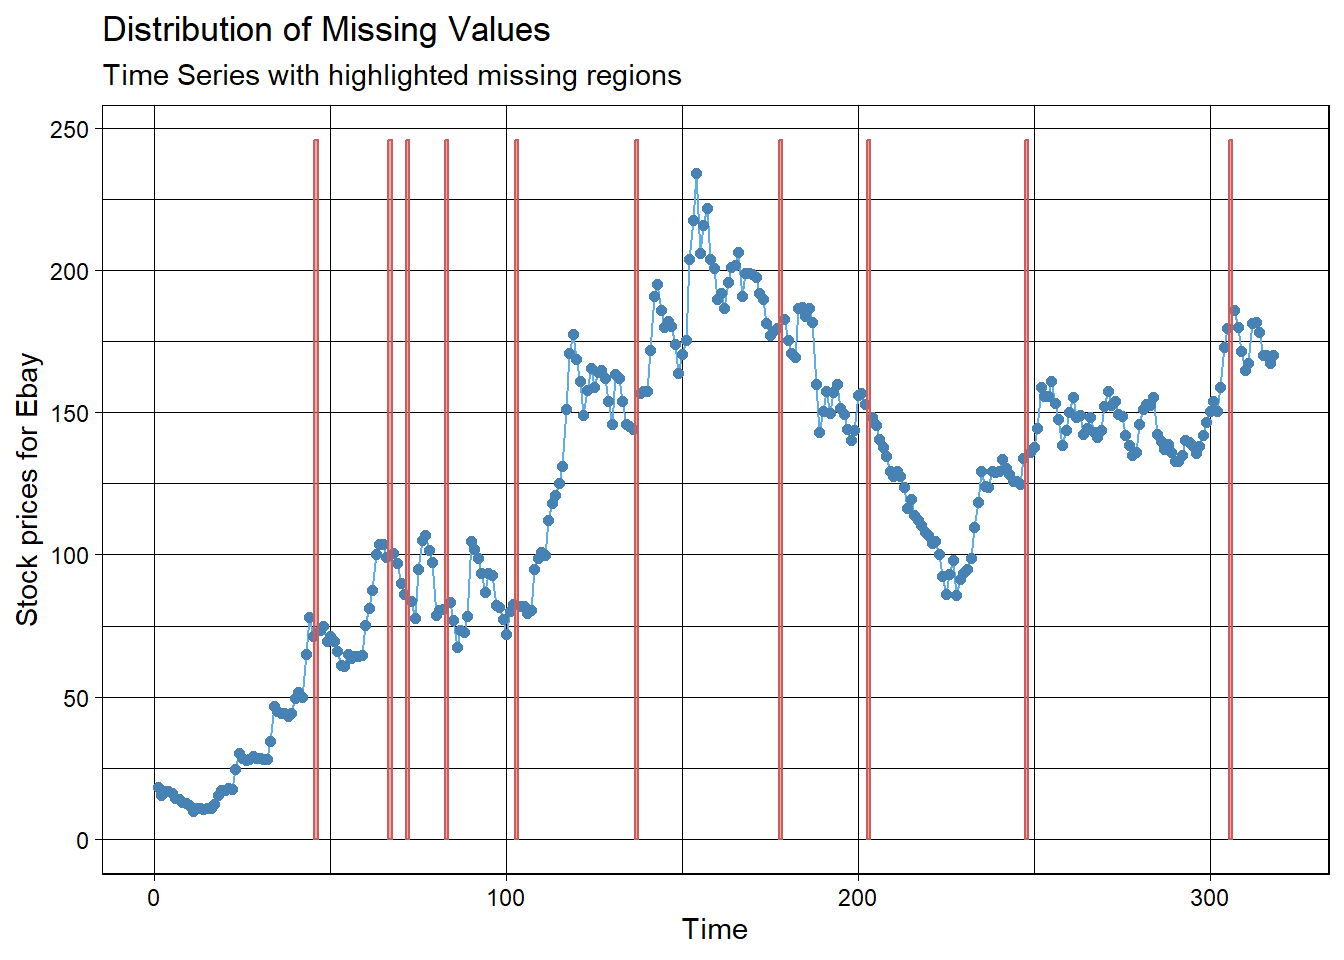 Distribution of Missing Values
Time Series with highlighted missing regions
250
200
150
100
50
0
Stock prices for Ebay
0 100 200 300
Time